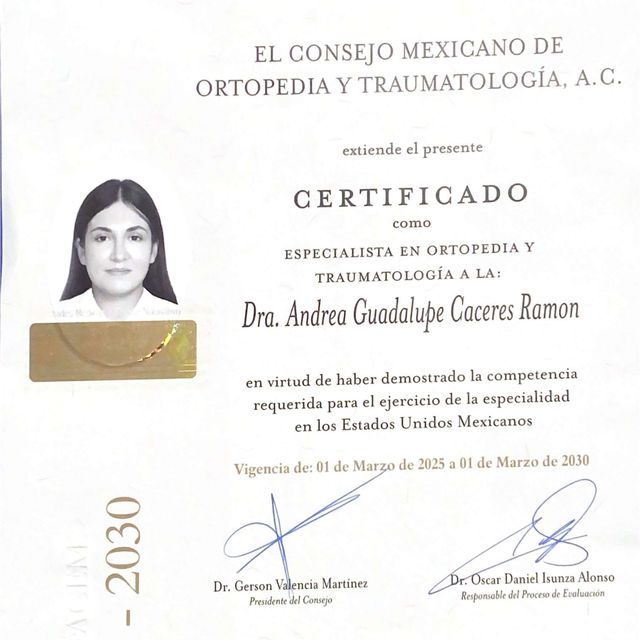 EL CONSEJO MEXICANO DE
ORTOPEDIA Y TRAUMATOLOGÍA, A.C.
extiende el presente
CERTIFICADO
como
ESPECIALISTA EN ORTOPEDIA Y
TRAUMATOLOGÍA A LA:
Dra. Andrea Guadalupe Caceres Ramon
en virtud de haber demostrado la competencia
requerida para el ejercicio de la especialidad
en los Estados Unidos Mexicanos
Vigencia de: 01 de Marzo de 2025 a 01 de Marzo de 2030
Dr. Gerson Valencia Martínez
Presidente del Consejo
Dr. Oscar Daniel Isunza Alonso
Responsable del Proceso de Evaluación
- 2030